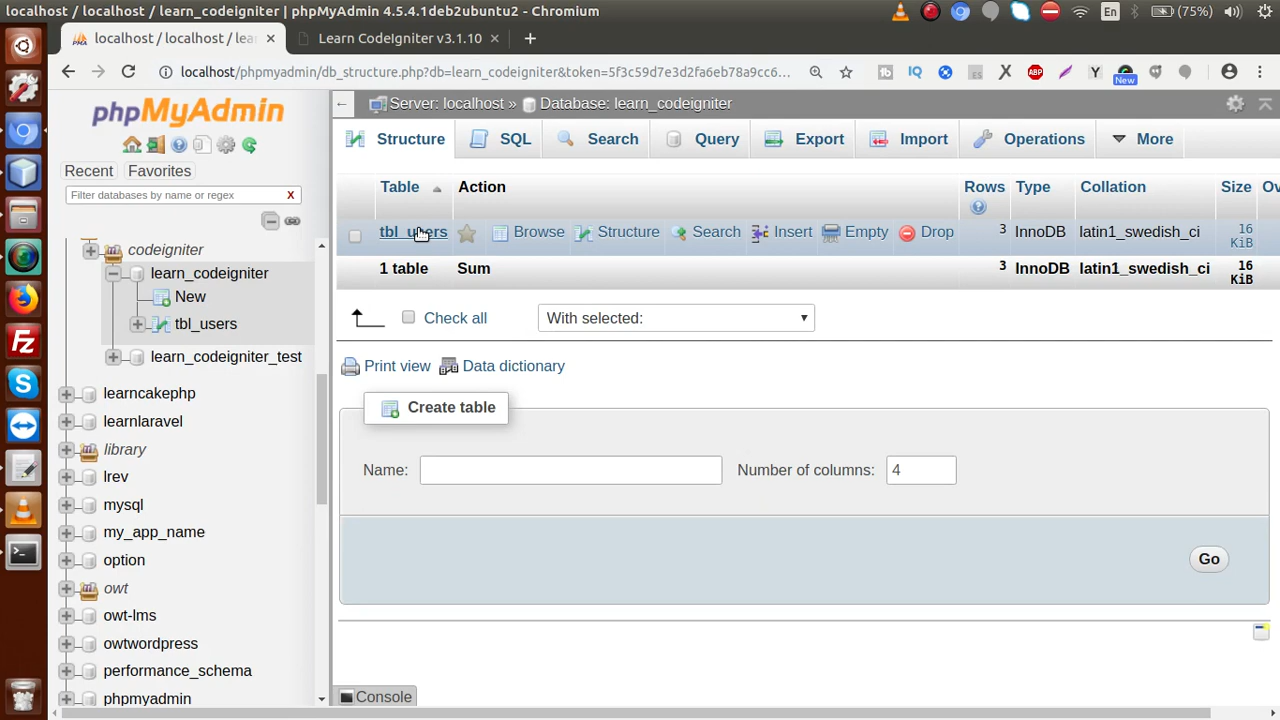 localhost / localhost / learn_codeigniter | phpMyAdmin 4.5.4.1deb2ubuntu2 - Chromium
En
(75%)
localhost / localhost / lea
Learn CodeIgniter v3.1.10
localhost/phpmyadmin/db_structure.php?db=learn_codeigniter&token=5f3c59d7e3d2fa6eb78a9cc6...
IQ
ABP
Y
New
phpMyAdmin
Server: localhost » Database: learn_codeigniter
Structure
SQL
Search
Query
Export
Import
Operations
More
Recent
Favorites
Filter databases by name or regex
X
Table
Action
Rows
Type
Collation
Size
Ov
tbl_users
Browse
Structure
Search
Insert
Empty
Drop
3
InnoDB
latin1_swedish_ci
16 KiB
1 table
Sum
3
InnoDB
latin1_swedish_ci
16 KiB
Check all
With selected:
Print view
Data dictionary
Create table
Name:
Number of columns:
4
Go
Console
codeigniter
learn_codeigniter
New
tbl_users
learn_codeigniter_test
learncakephp
learnlaravel
library
lrev
mysql
my_app_name
option
owt
owt-lms
owtwordpress
performance_schema
phpmyadmin